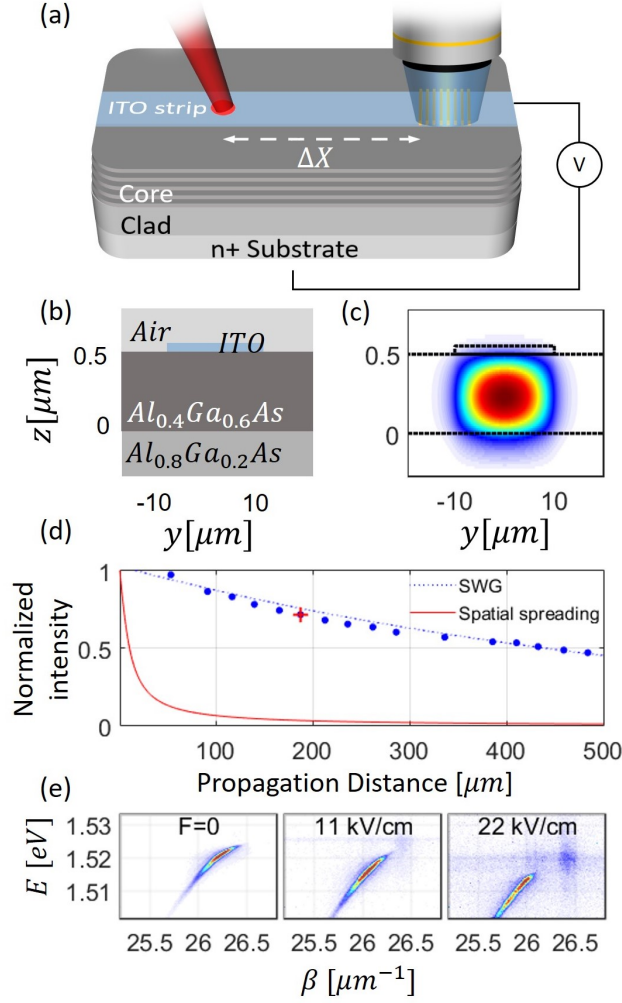 (a)
ITO strip
ΔX
V
Core
Clad
n+ Substrate
(b)
(c)
Air
ITO
0.5
0.5
z[μm]
Al0.4Ga0.6As
0
0
Al0.8Ga0.2As
-10 10
-10 10
y[μm]
y[μm]
(d)
Normalized
intensity
1
SWG
Spatial spreading
0.5
0
100 200 300 400 500
Propagation Distance [μm]
(e)
E [eV]
1.53
F=0
11 kV/cm
22 kV/cm
1.52
1.51
25.5 26 26.5
25.5 26 26.5
25.5 26 26.5
β [μm⁻¹]